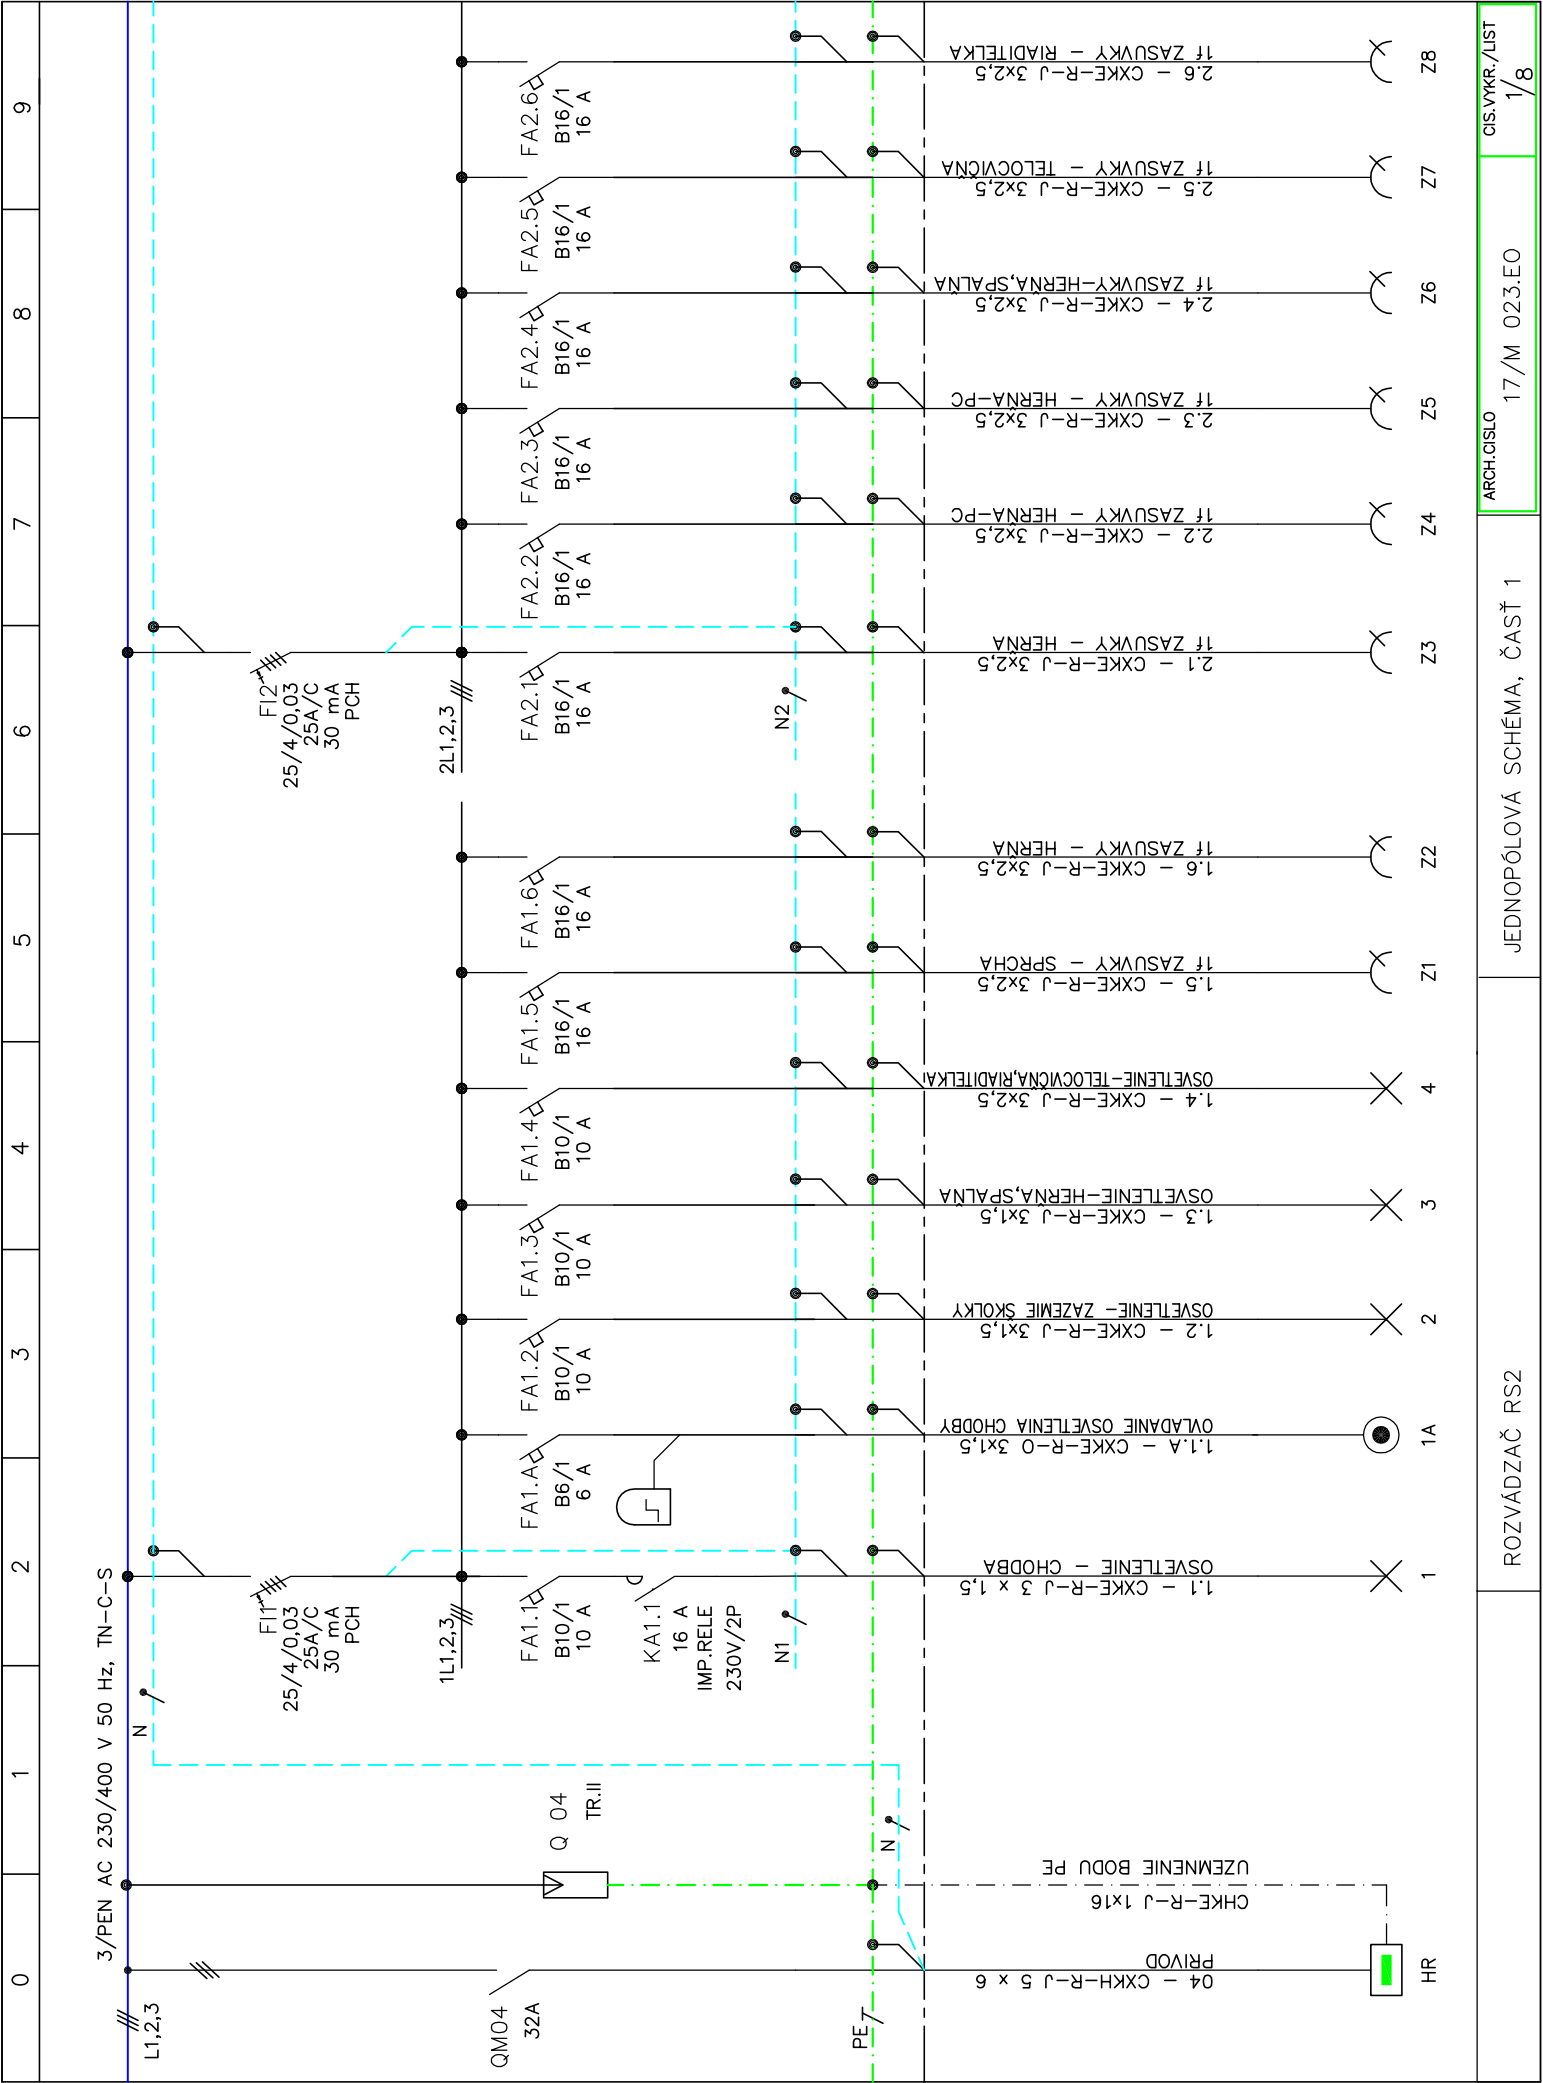 0 1 2 3 4 5 6 7 8 9
3/PEN AC 230/400 V 50 Hz, TN-C-S
L1,2,3
N
FI1
25/4/0,03
25A/C
30 mA
PCH
FI2
25/4/0,03
25A/C
30 mA
PCH
1L1,2,3
2L1,2,3
QM04
32A
Q 04
TR.II
FA1.1
B10/1
10 A
KA1.1
16 A
IMP.RELE
230V/2P
FA1.A
B6/1
6 A
FA1.2
B10/1
10 A
FA1.3
B10/1
10 A
FA1.4
B10/1
10 A
FA1.5
B16/1
16 A
FA1.6
B16/1
16 A
FA2.1
B16/1
16 A
FA2.2
B16/1
16 A
FA2.3
B16/1
16 A
FA2.4
B16/1
16 A
FA2.5
B16/1
16 A
FA2.6
B16/1
16 A
N1
N2
PE
N
04 - CXKH-R-J 5 x 6
PRIVOD
CHKE-R-J 1x16
UZEMNENIE BODU PE
1.1 - CXKE-R-J 3 x 1,5
OSVETLENIE - CHODBA
1.1.A - CXKE-R-O 3x1,5
OVLADANIE OSVETLENIA CHODBY
1.2 - CXKE-R-J 3x1,5
OSVETLENIE- ZAZEMIE SKOLKY
1.3 - CXKE-R-J 3x1,5
OSVETLENIE-HERŇA,SPALŇA
1.4 - CXKE-R-J 3x2,5
OSVETLENIE-TELOCVIČŇA,RIADITELKA
1.5 - CXKE-R-J 3x2,5
1f ZASUVKY - SPRCHA
1.6 - CXKE-R-J 3x2,5
1f ZASUVKY - HERŇA
2.1 - CXKE-R-J 3x2,5
1f ZASUVKY - HERŇA
2.2 - CXKE-R-J 3x2,5
1f ZASUVKY - HERŇA-PC
2.3 - CXKE-R-J 3x2,5
1f ZASUVKY - HERŇA-PC
2.4 - CXKE-R-J 3x2,5
1f ZASUVKY-HERŇA,SPALŇA
2.5 - CXKE-R-J 3x2,5
1f ZASUVKY - TELOCVIČŇA
2.6 - CXKE-R-J 3x2,5
1f ZASUVKY - RIADITELKA
HR 1 1A 2 3 4 Z1 Z2 Z3 Z4 Z5 Z6 Z7 Z8
ROZVÁDZAČ RS2
JEDNOPÓLOVÁ SCHÉMA, ČASŤ 1
ARCH.CISLO
17/M 023.EO
CIS.VYKR./LIST
1/8